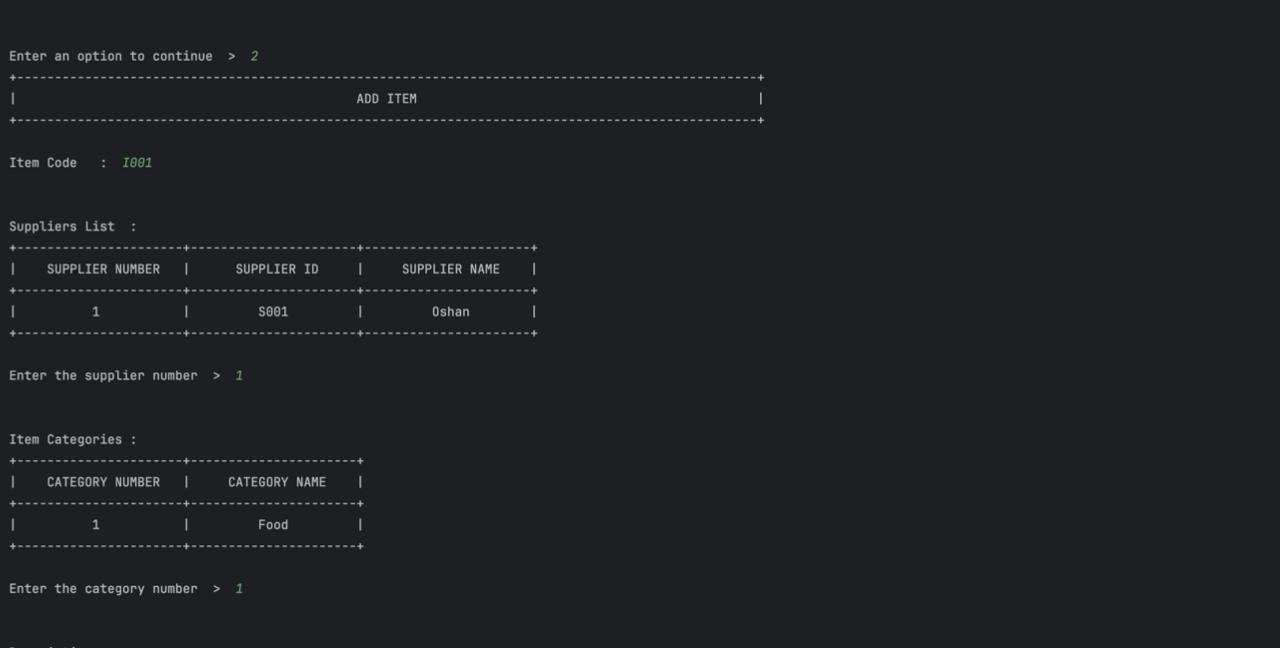 Enter an option to continue  >  2
+--------------------------------------------------------------------------------------------------+
|                                             ADD ITEM                                             |
+--------------------------------------------------------------------------------------------------+
Item Code   :  I001
Suppliers List  :
+----------------------+----------------------+----------------------+
|    SUPPLIER NUMBER   |      SUPPLIER ID     |     SUPPLIER NAME    |
+----------------------+----------------------+----------------------+
|          1           |         S001         |         Oshan        |
+----------------------+----------------------+----------------------+
Enter the supplier number  >  1
Item Categories :
+----------------------+----------------------+
|    CATEGORY NUMBER   |     CATEGORY NAME    |
+----------------------+----------------------+
|          1           |         Food         |
+----------------------+----------------------+
Enter the category number  >  1